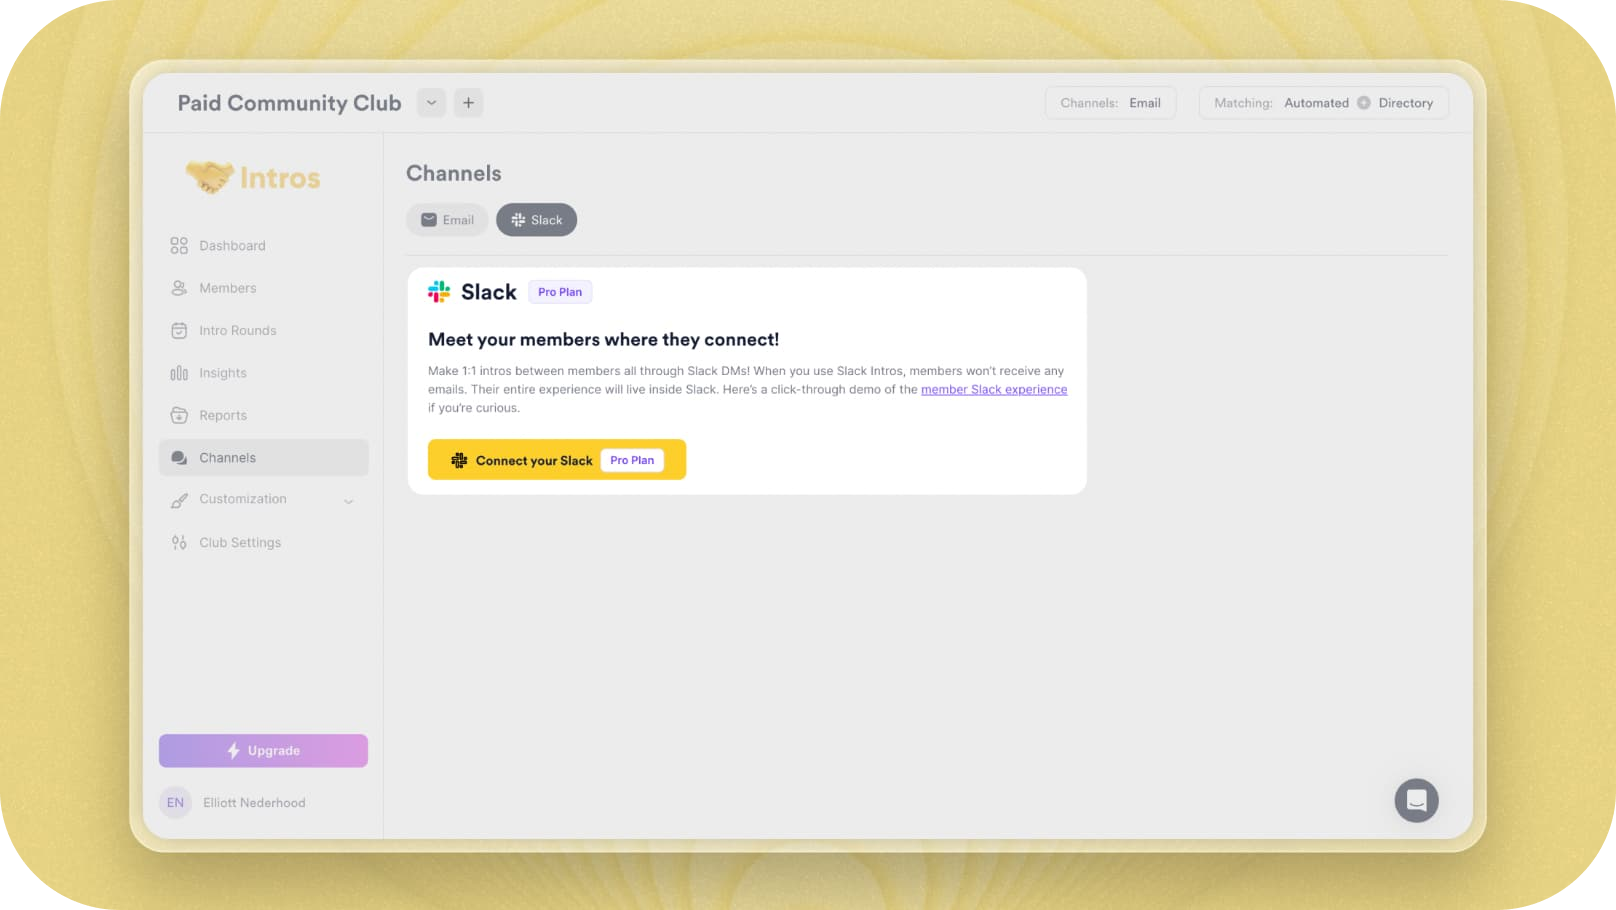 Paid Community Club
Channels: Email
Matching: Automated Directory
Intros
Dashboard
Members
Intro Rounds
Insights
Reports
Channels
Customization
Club Settings
Upgrade
EN Elliott Nederhood
Channels
Email
Slack
Slack Pro Plan
Meet your members where they connect!
Make 1:1 intros between members all through Slack DMs! When you use Slack Intros, members won't receive any
emails. Their entire experience will live inside Slack. Here's a click-through demo of the member Slack experience
if you're curious.
Connect your Slack Pro Plan